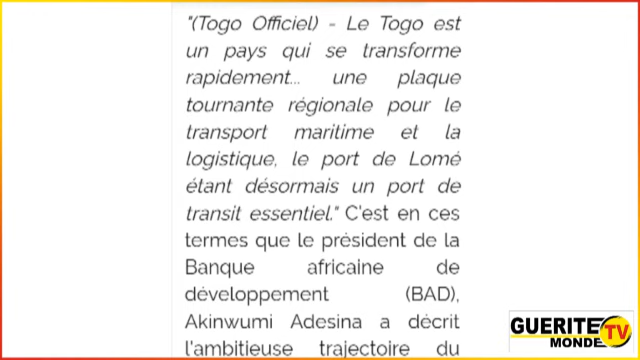 "(Togo Officiel) - Le Togo est
un pays qui se transforme
rapidement... une plaque
tournante régionale pour le
transport maritime et la
logistique, le port de Lomé
étant désormais un port de
transit essentiel." C'est en ces
termes que le président de la
Banque africaine de
développement (BAD),
Akinwumi Adesina a décrit
l'ambitieuse trajectoire du
GUERITE TV
MONDE